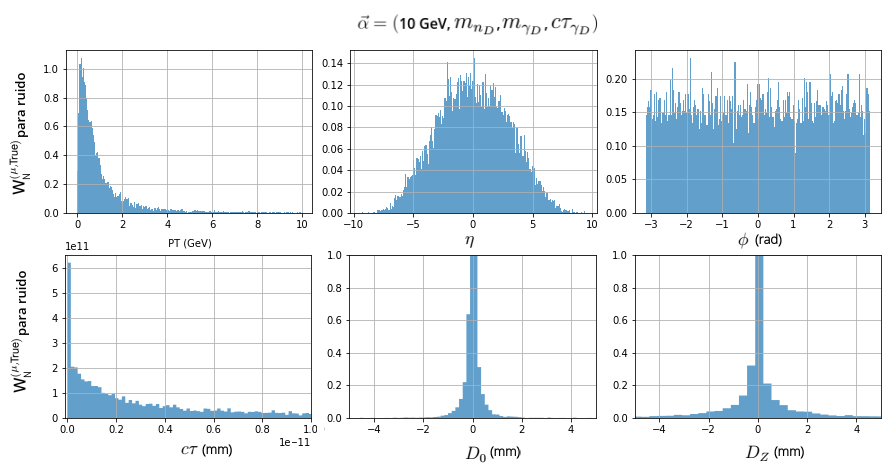 α⃗ = (10 GeV, m_{n_D}, m_{γ_D}, cτ_{γ_D})
W_N^{(μ,True)} para ruido
1.0
0.8
0.6
0.4
0.2
0.0
0 2 4 6 8 10
PT (GeV)
0.14
0.12
0.10
0.08
0.06
0.04
0.02
0.00
−10 −5 0 5 10
η
0.20
0.15
0.10
0.05
0.00
−3 −2 −1 0 1 2 3
ϕ (rad)
W_N^{(μ,True)} para ruido
1e11
6
5
4
3
2
1
0
0.0 0.2 0.4 0.6 0.8 1.0
1e−11
cτ (mm)
1.0
0.8
0.6
0.4
0.2
0.0
−4 −2 0 2 4
D_0 (mm)
1.0
0.8
0.6
0.4
0.2
0.0
−4 −2 0 2 4
D_Z (mm)